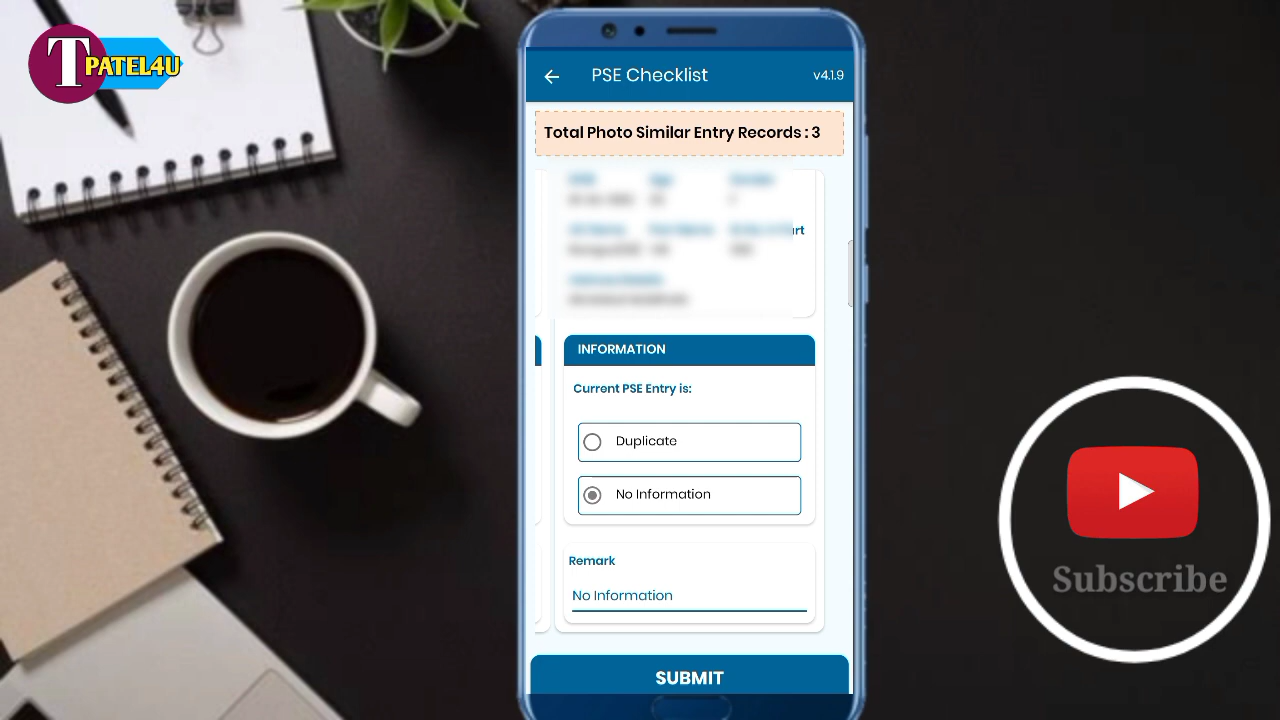 T
PATEL4U
PSE Checklist
v4.1.9
Total Photo Similar Entry Records : 3
INFORMATION
Current PSE Entry is:
Duplicate
No Information
Remark
No Information
SUBMIT
Subscribe